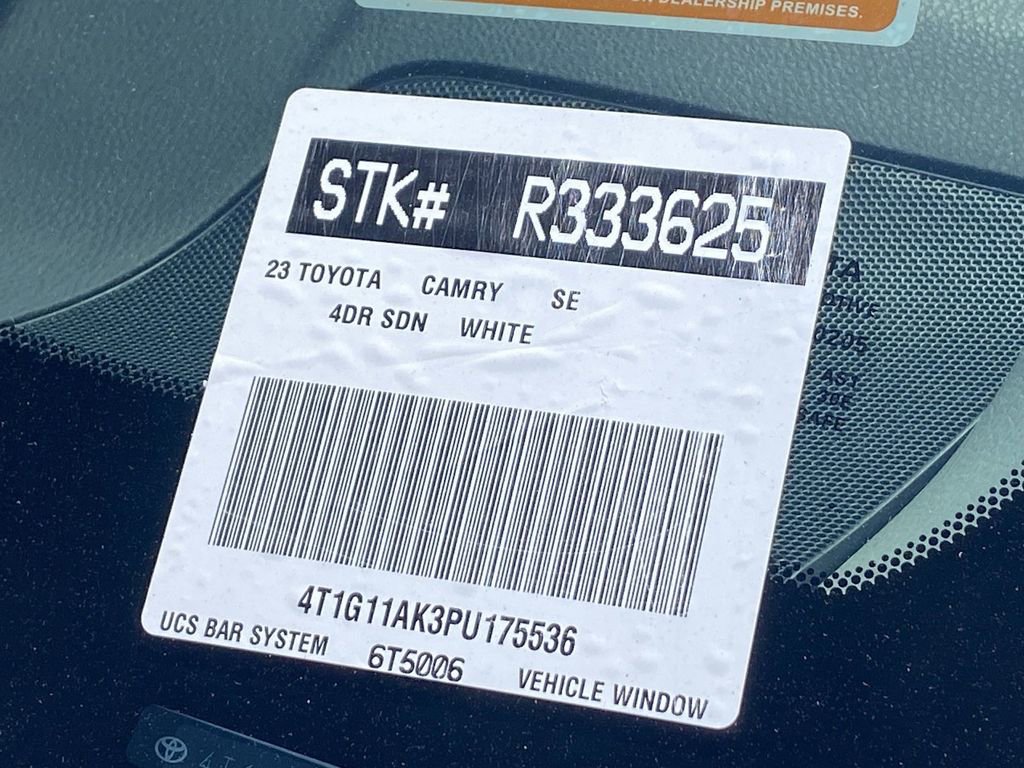 DEALERSHIP PREMISES.
STK# R333625
23 TOYOTA CAMRY SE
4DR SDN WHITE
4T1G11AK3PU175536
UCS BAR SYSTEM 6T5006 VEHICLE WINDOW